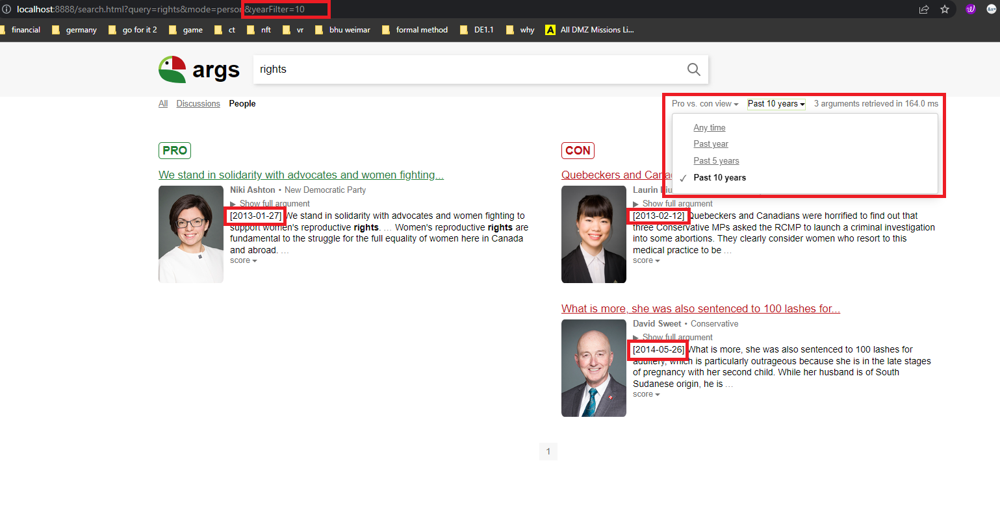 localhost:8888/search.html?query=rights&mode=person&yearFilter=10
financial germany go for it 2 game ct nft vr bhu weimar formal method DE1.1 why A All DMZ Missions Li...
args
rights
All Discussions People
Pro vs. con view Past 10 years 3 arguments retrieved in 164.0 ms
Any time
Past year
Past 5 years
✓ Past 10 years
PRO
We stand in solidarity with advocates and women fighting...
Niki Ashton • New Democratic Party
Show full argument
[2013-01-27] We stand in solidarity with advocates and women fighting to
support women's reproductive rights. … Women's reproductive rights are
fundamental to the struggle for the full equality of women here in Canada
and abroad. …
score
CON
Quebeckers and
Laurin
Show full argument
[2013-02-12] Quebeckers and Canadians were horrified to find out that
three Conservative MPs asked the RCMP to launch a criminal investigation
into some abortions. They clearly consider women who resort to this
medical practice to be …
score
What is more, she was also sentenced to 100 lashes for...
David Sweet • Conservative
Show full argument
[2014-05-26] What is more, she was also sentenced to 100 lashes for
adultery, which is particularly outrageous because she is in the late stages
of pregnancy with her second child. While her husband is of South
Sudanese origin, he is …
score
1